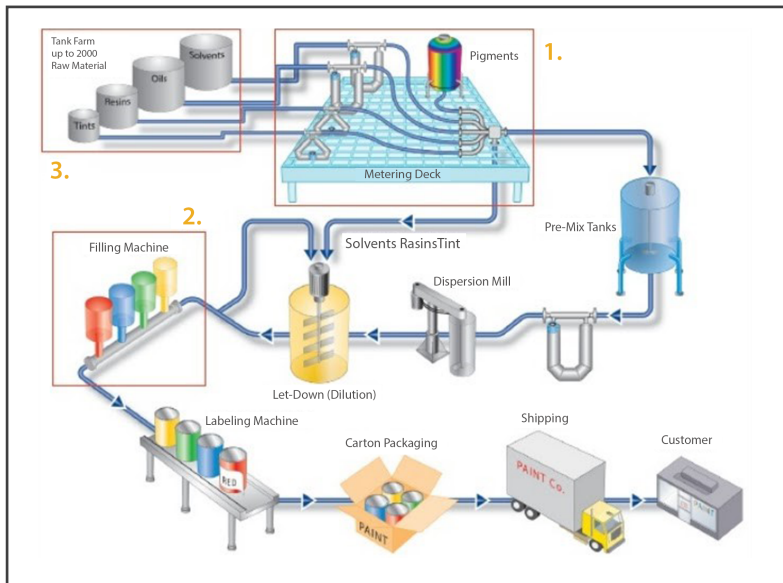 Tank Farm
up to 2000
Raw Material
Solvents
Oils
Resins
Tints
3.
1.
Pigments
Metering Deck
Pre-Mix Tanks
2.
Filling Machine
Solvents RasinsTint
Dispersion Mill
Let-Down (Dilution)
Labeling Machine
RED
Carton Packaging
PAINT
Shipping
PAINT Co.
Customer
PAINT